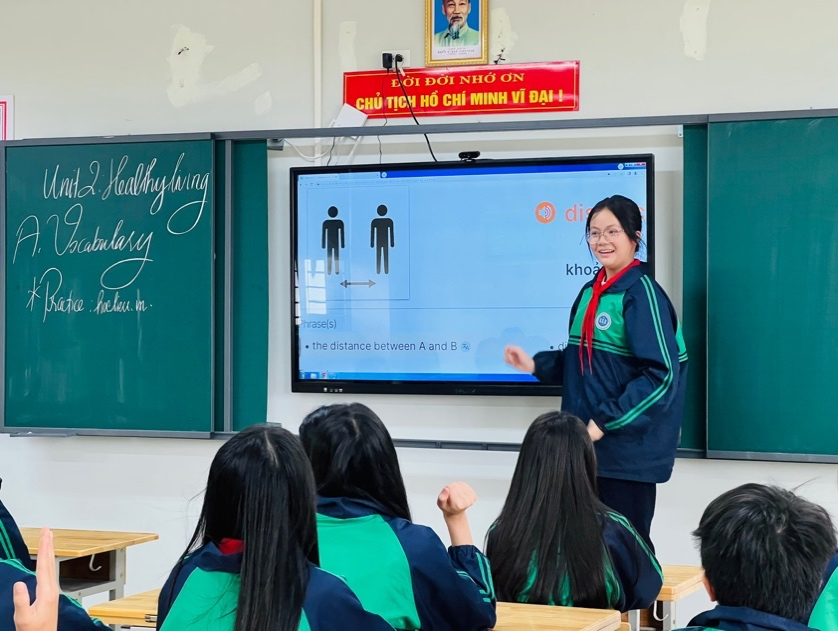 ĐỜI ĐỜI NHỚ ƠN
CHỦ TỊCH HỒ CHÍ MINH VĨ ĐẠI !
Unit 2. Healthy living
A. Vocabulary
* Practice :
phrase(s)
• the distance between A and B